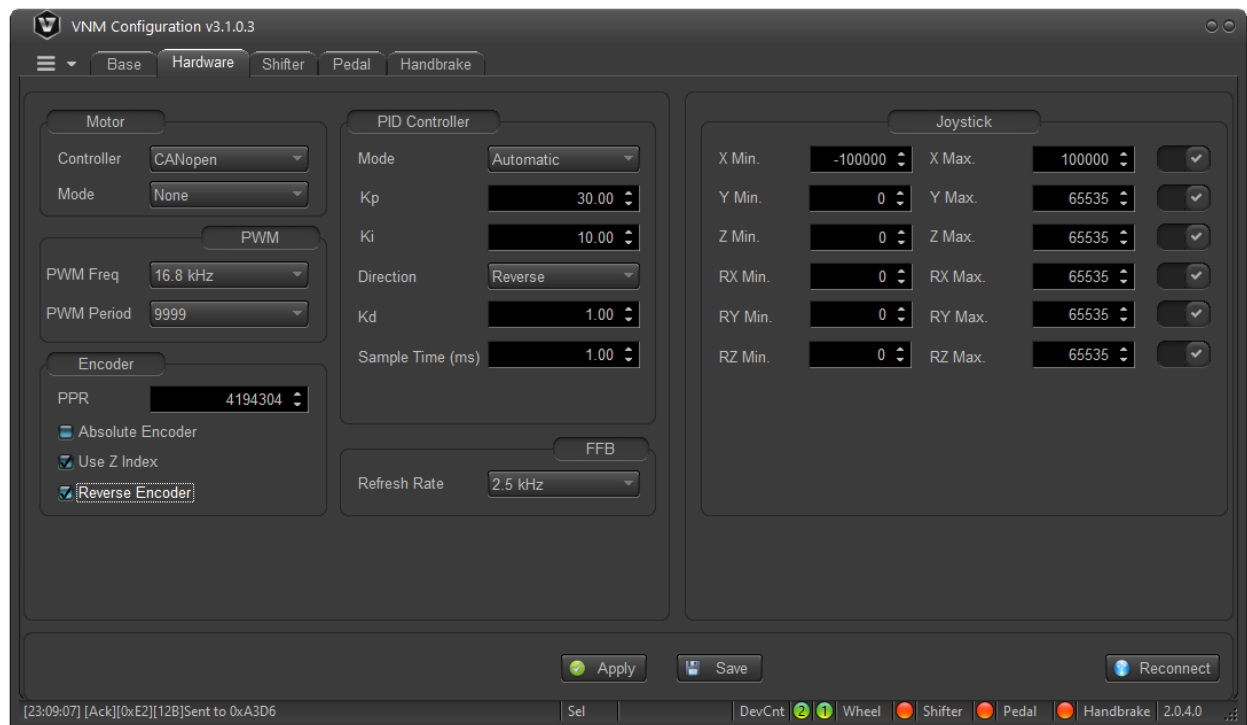 VNM Configuration v3.1.0.3
Base Hardware Shifter Pedal Handbrake
Motor
Controller CANopen
Mode None
PWM
PWM Freq 16.8 kHz
PWM Period 9999
Encoder
PPR 4194304
Absolute Encoder
Use Z Index
Reverse Encoder
PID Controller
Mode Automatic
Kp 30.00
Ki 10.00
Direction Reverse
Kd 1.00
Sample Time (ms) 1.00
FFB
Refresh Rate 2.5 kHz
Joystick
X Min. -100000 X Max. 100000
Y Min. 0 Y Max. 65535
Z Min. 0 Z Max. 65535
RX Min. 0 RX Max. 65535
RY Min. 0 RY Max. 65535
RZ Min. 0 RZ Max. 65535
Apply Save Reconnect
[23:09:07] [Ack][0xE2][12B]Sent to 0xA3D6 Sel DevCnt 2 1 Wheel Shifter Pedal Handbrake 2.0.4.0